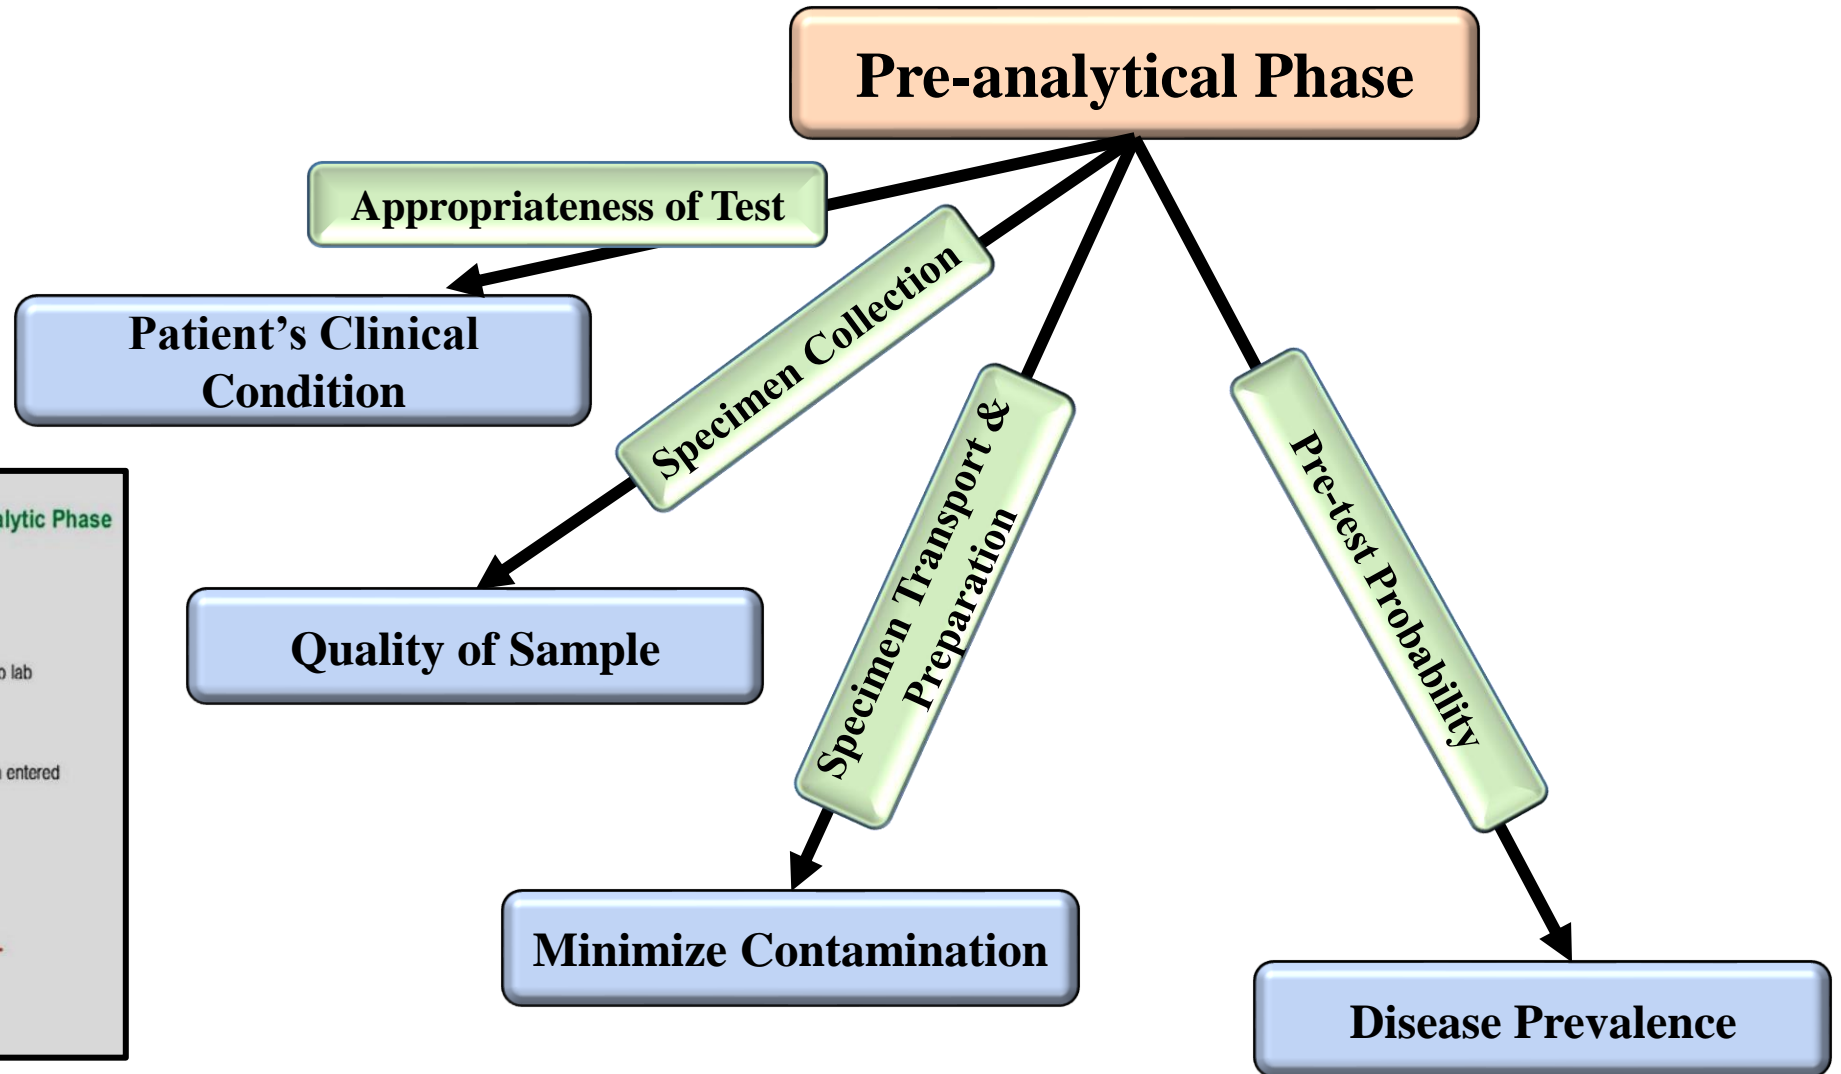 Pre-analytical Phase
Appropriateness of Test
Patient’s Clinical
Condition
Specimen Collection
Quality of Sample
Specimen Transport &
Preparation
Minimize Contamination
Pre-test Probability
Disease Prevalence
Phase
lab
entered